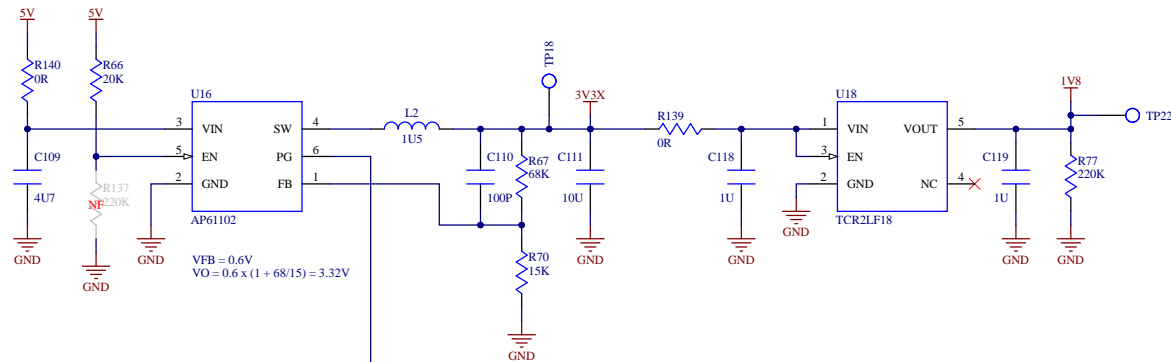 5V
5V
TP18
R140
0R
R66
20K
U16
L2
1U5
3V3X
R139
0R
U18
1V8
TP22
3
VIN
SW
4
5
EN
PG
6
2
GND
FB
1
AP61102
C109
4U7
R137
220K
NF
C110
100P
R67
68K
C111
10U
C118
1U
1
VIN
VOUT
5
3
EN
2
GND
NC
4
TCR2LF18
C119
1U
R77
220K
R70
15K
GND
GND
GND
GND
GND
GND
GND
GND
GND
VFB = 0.6V
VO = 0.6 x (1 + 68/15) = 3.32V